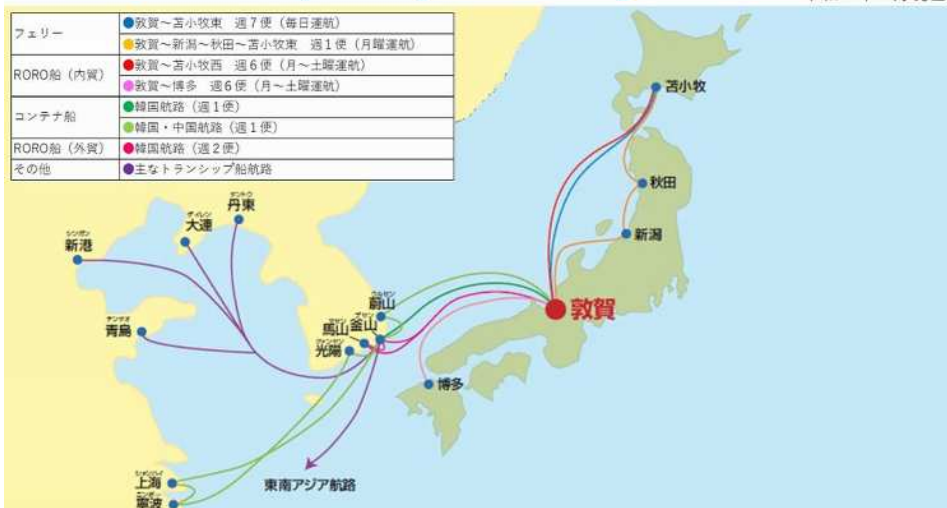 フェリー
●敦賀～苫小牧東 週7便(毎日運航)
●敦賀～新潟～秋田～苫小牧東 週1便(月曜運航)
RORO船(内貿)
●敦賀～苫小牧西 週6便(月～土曜運航)
●敦賀～博多 週6便(月～土曜運航)
コンテナ船
●韓国航路(週1便)
●韓国・中国航路(週1便)
RORO船(外貿)
●韓国航路(週2便)
その他
●主なトランシップ船航路
苫小牧
秋田
新潟
敦賀
博多
丹東
大連
新港
青島
蔚山
釜山
馬山
光陽
上海
寧波
東南アジア航路